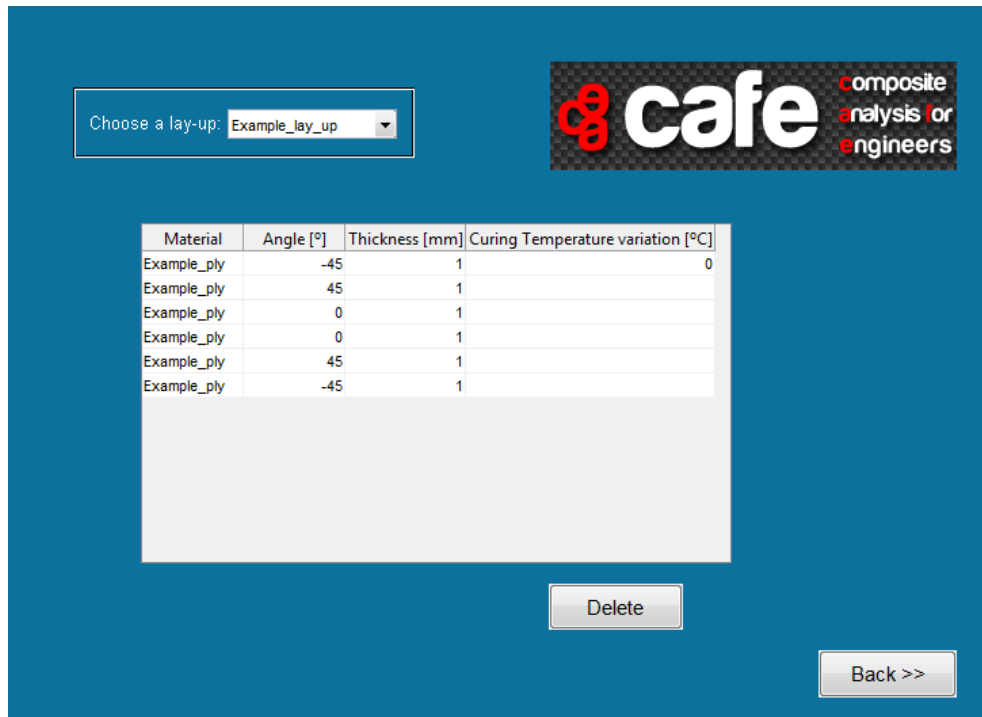 Choose a lay-up: Example_lay_up
cafe
composite
analysis for
engineers
Material Angle [º] Thickness [mm] Curing Temperature variation [ºC]
Example_ply -45 1 0
Example_ply 45 1
Example_ply 0 1
Example_ply 0 1
Example_ply 45 1
Example_ply -45 1
Delete
Back >>